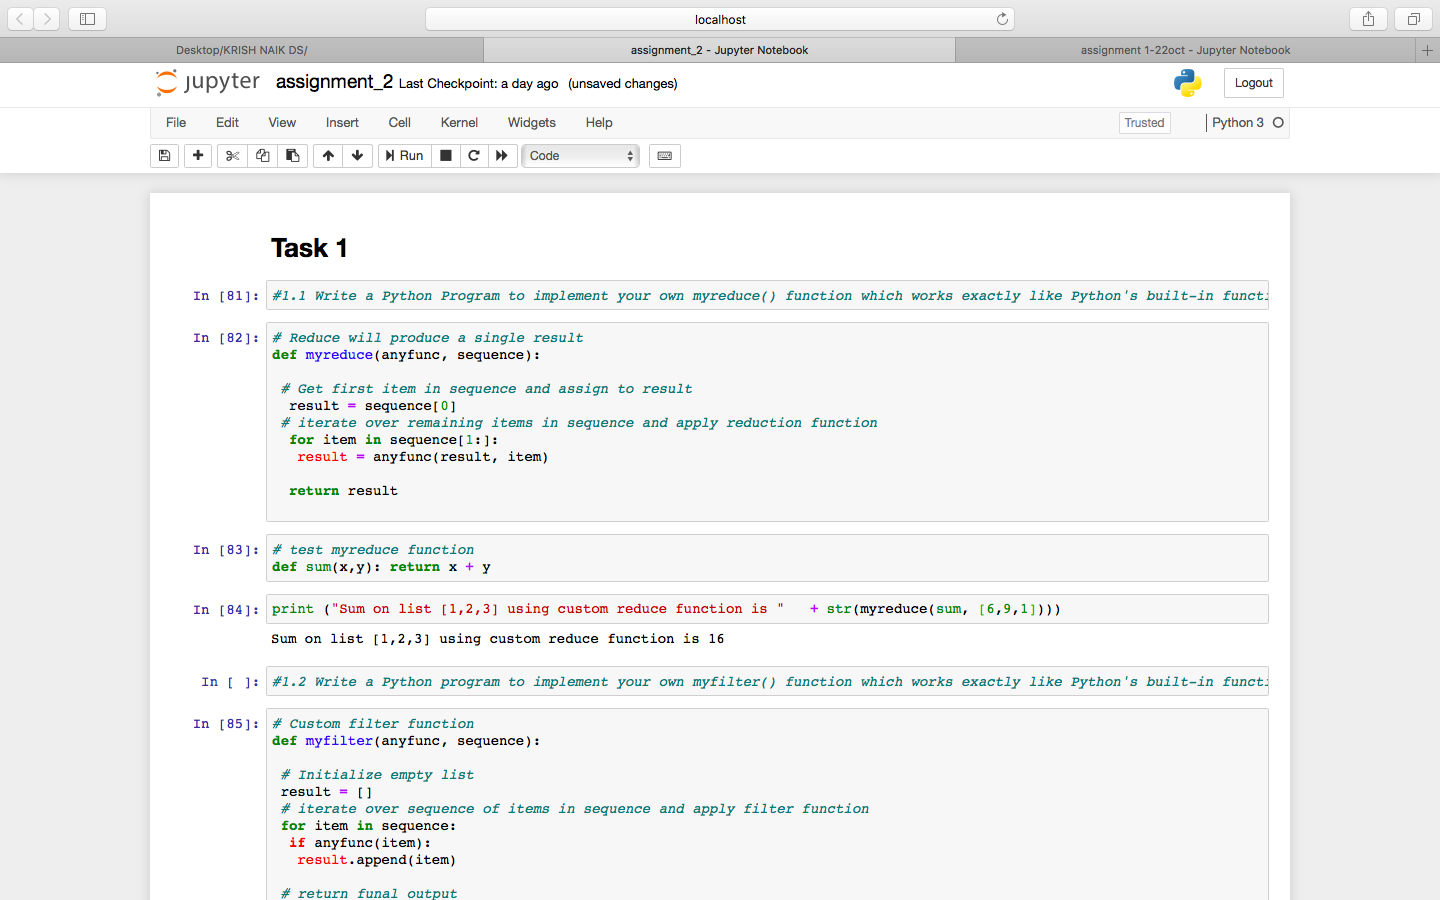 localhost
Desktop/KRISH NAIK DS/
assignment_2 - Jupyter Notebook
assignment 1-22oct - Jupyter Notebook
jupyter assignment_2 Last Checkpoint: a day ago (unsaved changes)
Logout
File Edit View Insert Cell Kernel Widgets Help
Trusted
Python 3
Run
Code
Task 1
In [81]: #1.1 Write a Python Program to implement your own myreduce() function which works exactly like Python's built-in functi
In [82]: # Reduce will produce a single result
def myreduce(anyfunc, sequence):
# Get first item in sequence and assign to result
result = sequence[0]
# iterate over remaining items in sequence and apply reduction function
for item in sequence[1:]:
result = anyfunc(result, item)
return result
In [83]: # test myreduce function
def sum(x,y): return x + y
In [84]: print ("Sum on list [1,2,3] using custom reduce function is "   + str(myreduce(sum, [6,9,1])))
Sum on list [1,2,3] using custom reduce function is 16
In [ ]: #1.2 Write a Python program to implement your own myfilter() function which works exactly like Python's built-in functi
In [85]: # Custom filter function
def myfilter(anyfunc, sequence):
# Initialize empty list
result = []
# iterate over sequence of items in sequence and apply filter function
for item in sequence:
if anyfunc(item):
result.append(item)
# return funal output